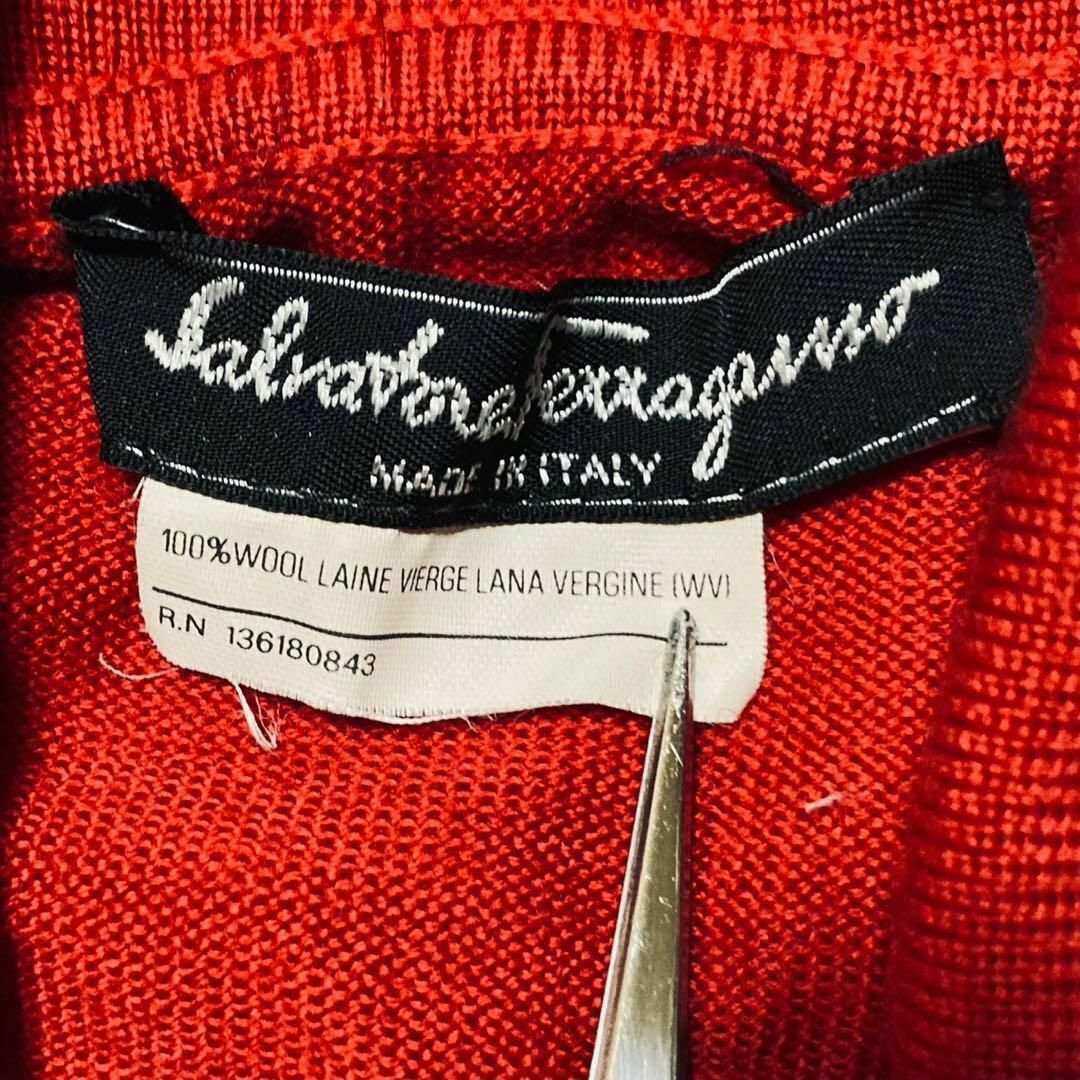 Salvatore Ferragamo
MADE IN ITALY
100%WOOL LAINE VIERGE LANA VERGINE (WV)
R.N 136180843